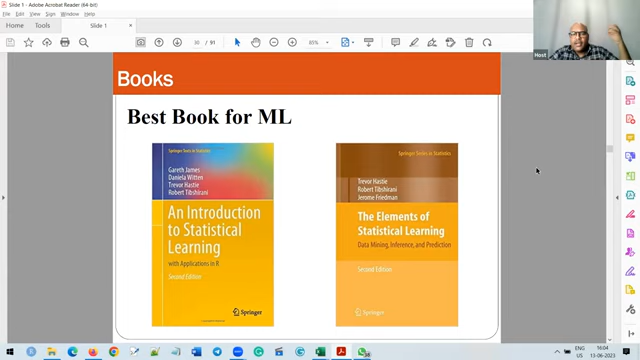 Slide 1 - Adobe Acrobat Reader (64-bit)
File Edit View Sign Window Help
Home Tools Slide 1
30 / 91
85%
Host
Books
Best Book for ML
Springer Texts in Statistics
Gareth James
Daniela Witten
Trevor Hastie
Robert Tibshirani
An Introduction
to Statistical
Learning
with Applications in R
Second Edition
Springer
Springer Series in Statistics
Trevor Hastie
Robert Tibshirani
Jerome Friedman
The Elements of
Statistical Learning
Data Mining, Inference, and Prediction
Second Edition
Springer
ENG
US
16:04
13-06-2023